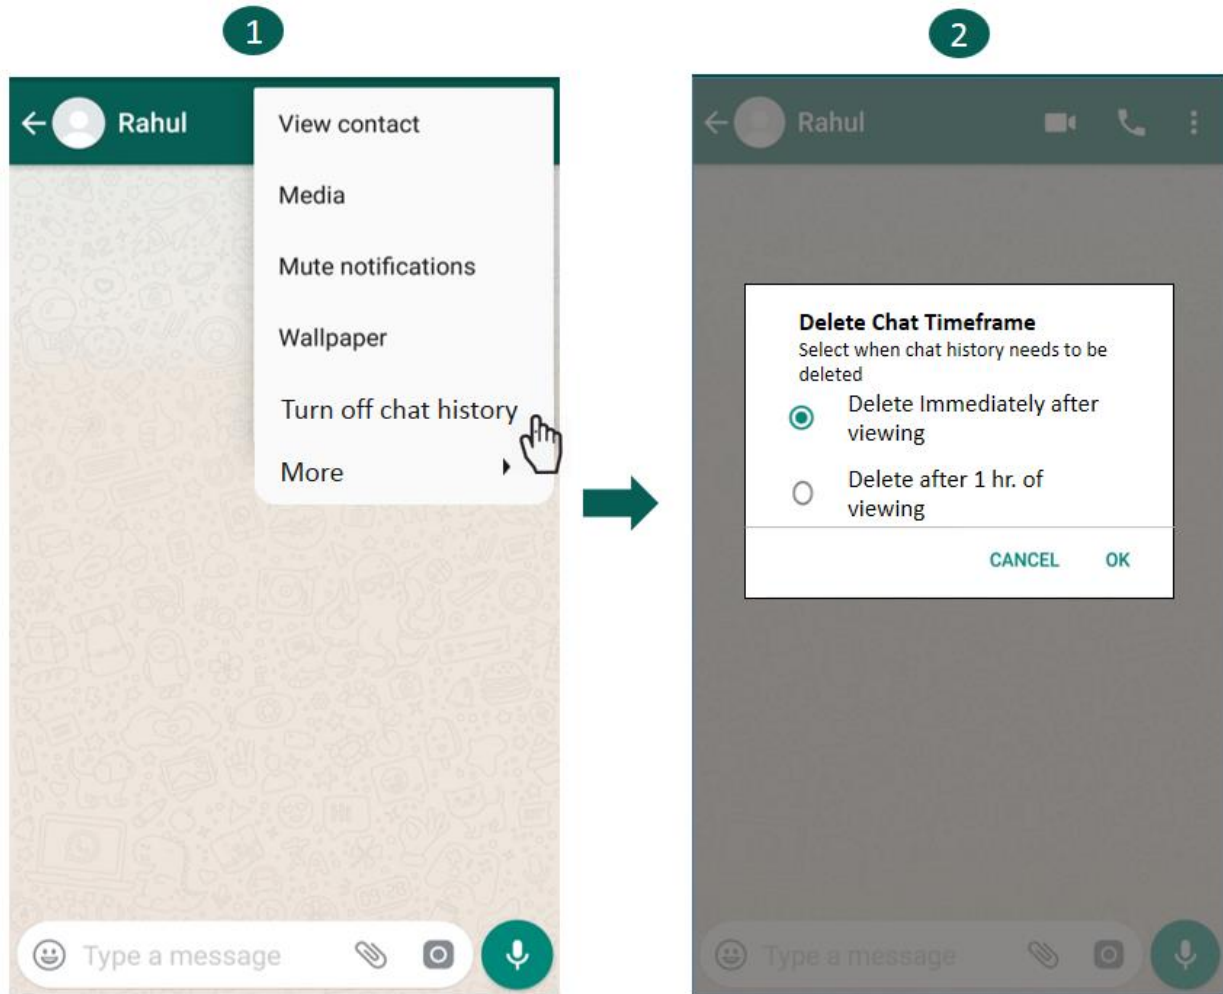 1
Rahul
View contact
Media
Mute notifications
Wallpaper
Turn off chat history
More
Type a message
2
Rahul
Delete Chat Timeframe
Select when chat history needs to be
deleted
Delete Immediately after
viewing
Delete after 1 hr. of
viewing
CANCEL OK
Type a message